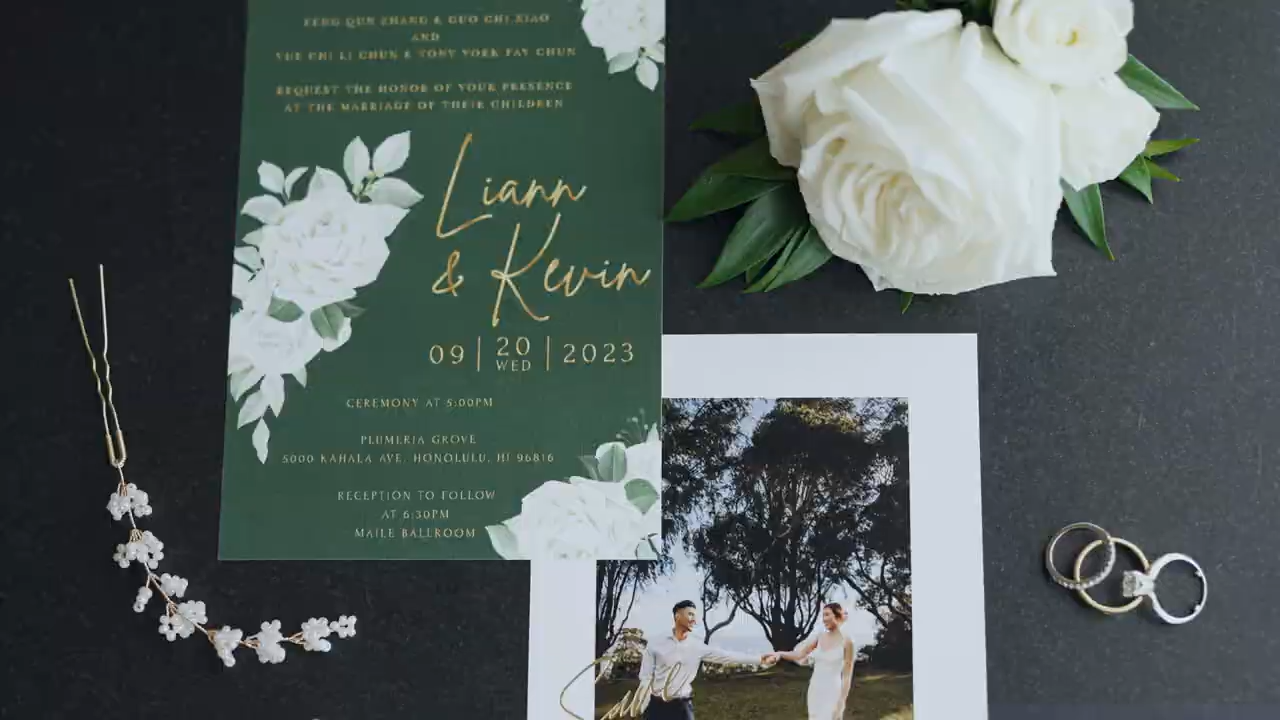 FENG QUN ZHANG & GUO CHI XIAO
AND
YUE CHI LI CHUN & TONY YORK FAY CHUN
REQUEST THE HONOR OF YOUR PRESENCE
AT THE MARRIAGE OF THEIR CHILDREN
Liann
& Kevin
09 | 20 WED | 2023
CEREMONY AT 5:00PM
PLUMERIA GROVE
5000 KAHALA AVE, HONOLULU, HI 96816
RECEPTION TO FOLLOW
AT 6:30PM
MAILE BALLROOM